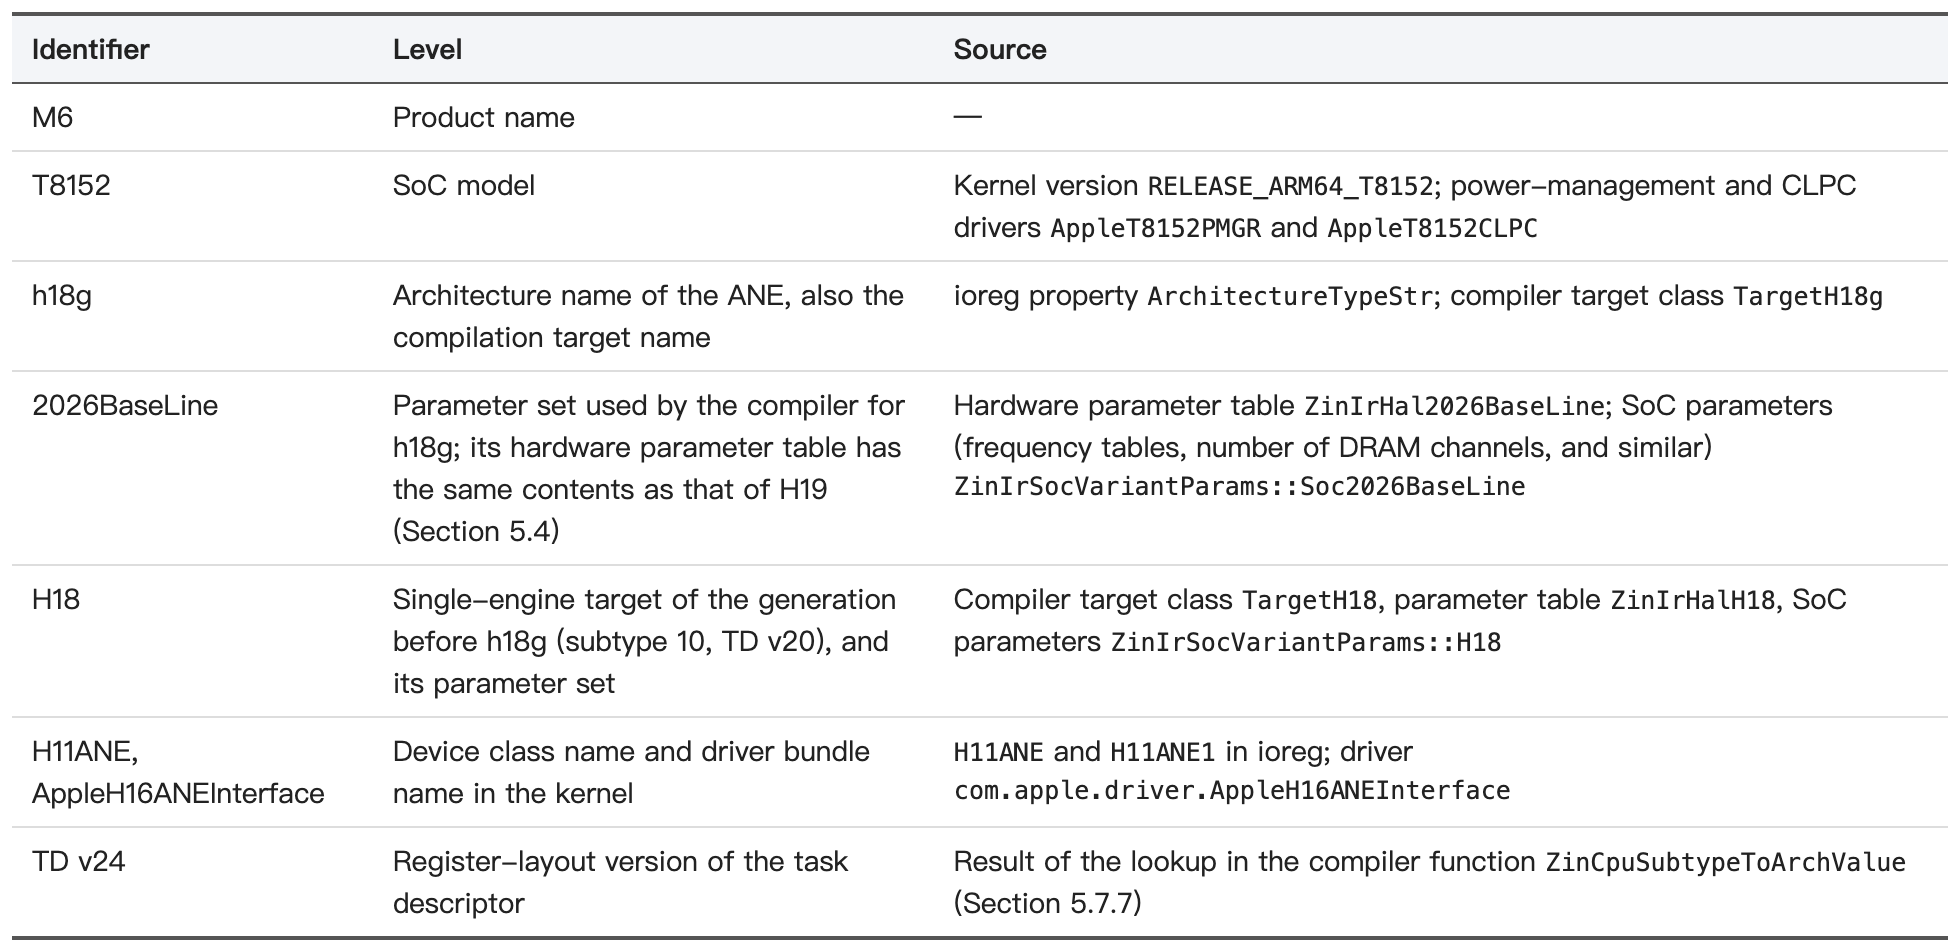 Identifier Level Source
M6 Product name —
T8152 SoC model Kernel version RELEASE_ARM64_T8152; power-management and CLPC
drivers AppleT8152PMGR and AppleT8152CLPC
h18g Architecture name of the ANE, also the ioreg property ArchitectureTypeStr; compiler target class TargetH18g
compilation target name
2026BaseLine Parameter set used by the compiler for Hardware parameter table ZinIrHal2026BaseLine; SoC parameters
h18g; its hardware parameter table has (frequency tables, number of DRAM channels, and similar)
the same contents as that of H19 ZinIrSocVariantParams::Soc2026BaseLine
(Section 5.4)
H18 Single-engine target of the generation Compiler target class TargetH18, parameter table ZinIrHalH18, SoC
before h18g (subtype 10, TD v20), and parameters ZinIrSocVariantParams::H18
its parameter set
H11ANE, Device class name and driver bundle H11ANE and H11ANE1 in ioreg; driver
AppleH16ANEInterface name in the kernel com.apple.driver.AppleH16ANEInterface
TD v24 Register-layout version of the task Result of the lookup in the compiler function ZinCpuSubtypeToArchValue
descriptor (Section 5.7.7)